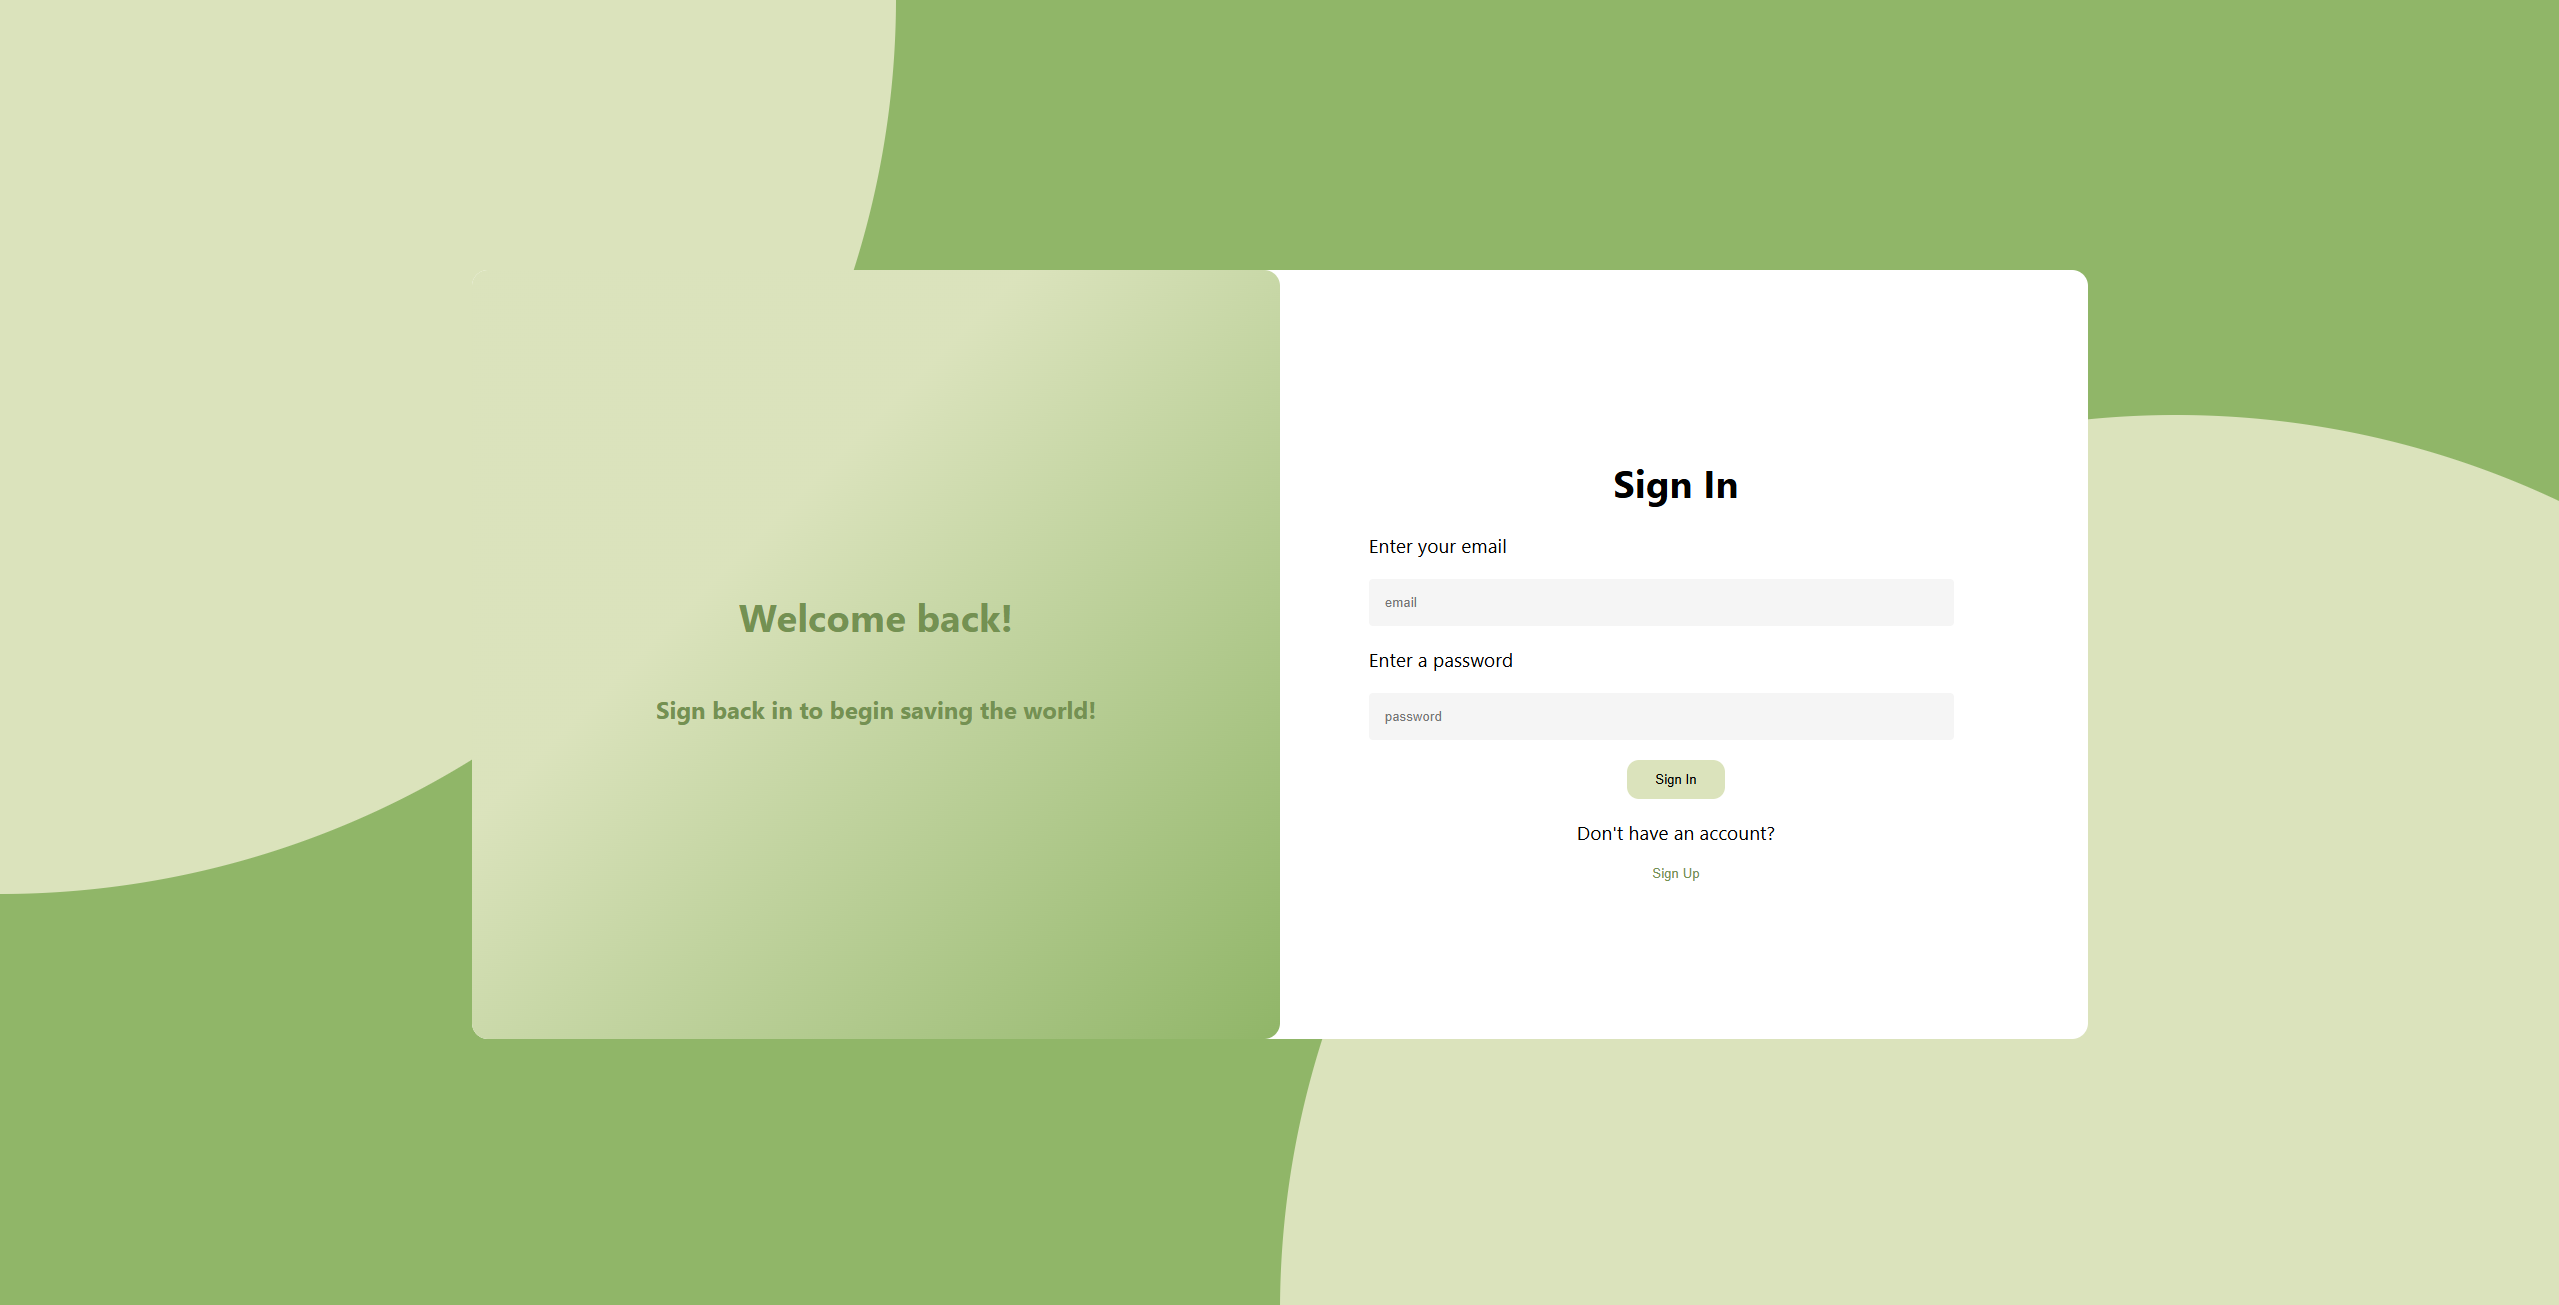 Welcome back!
Sign back in to begin saving the world!
Sign In
Enter your email
email
Enter a password
password
Sign In
Don't have an account?
Sign Up